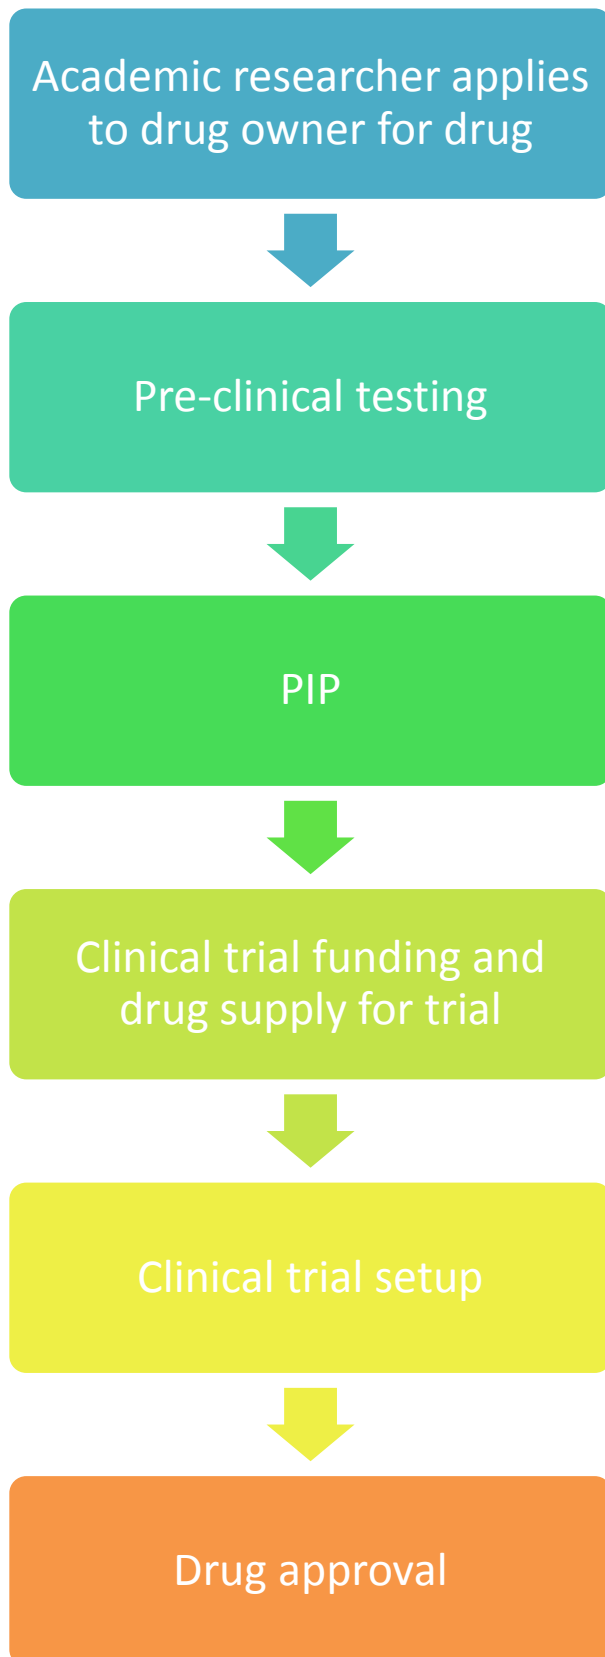 Academic researcher applies
to drug owner for drug
Pre-clinical testing
PIP
Clinical trial funding and
drug supply for trial
Clinical trial setup
Drug approval